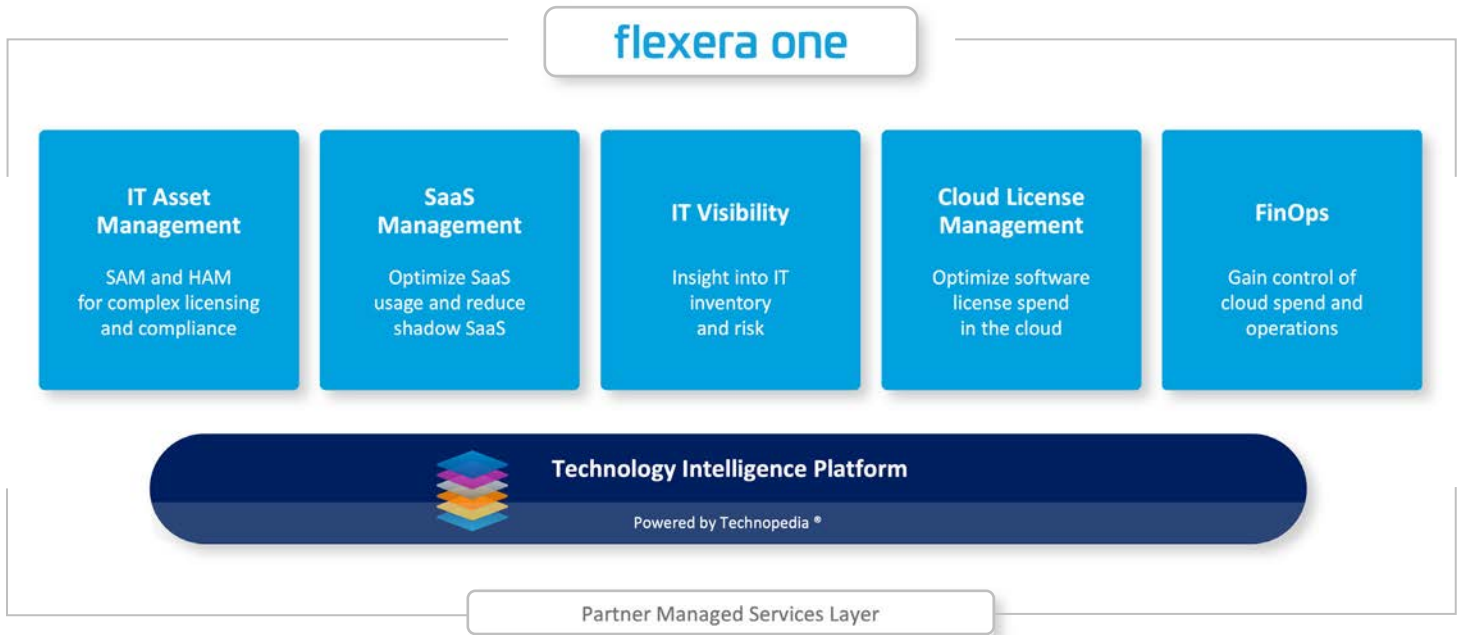 flexera one
IT Asset
Management
SAM and HAM
for complex licensing
and compliance
SaaS
Management
Optimize SaaS
usage and reduce
shadow SaaS
IT Visibility
Insight into IT
inventory
and risk
Cloud License
Management
Optimize software
license spend
in the cloud
FinOps
Gain control of
cloud spend and
operations
Technology Intelligence Platform
Powered by Technopedia ®
Partner Managed Services Layer